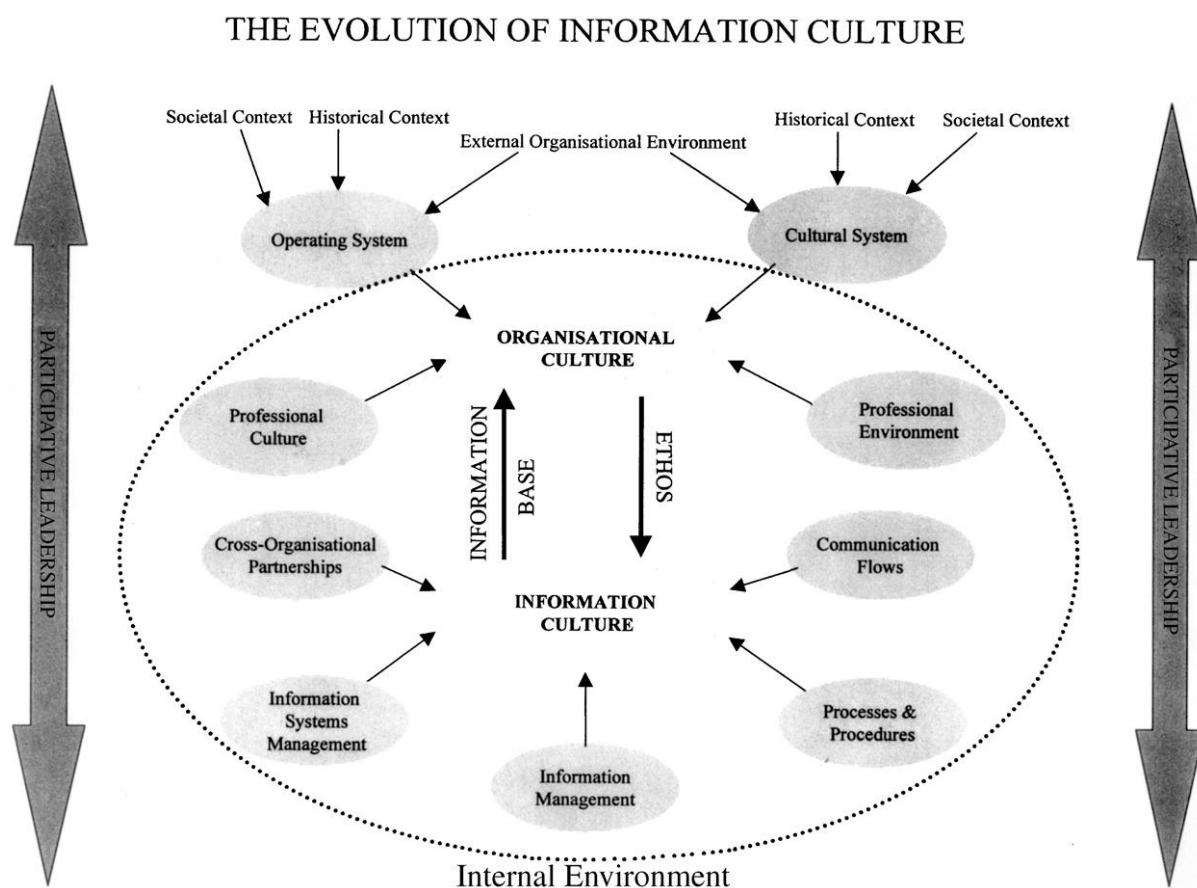 THE EVOLUTION OF INFORMATION CULTURE
Societal Context
Historical Context
External Organisational Environment
Historical Context
Societal Context
Operating System
Cultural System
PARTICIPATIVE LEADERSHIP
PARTICIPATIVE LEADERSHIP
ORGANISATIONAL
CULTURE
Professional
Culture
Professional
Environment
INFORMATION
BASE
ETHOS
Cross-Organisational
Partnerships
Communication
Flows
INFORMATION
CULTURE
Information
Systems
Management
Processes &
Procedures
Information
Management
Internal Environment